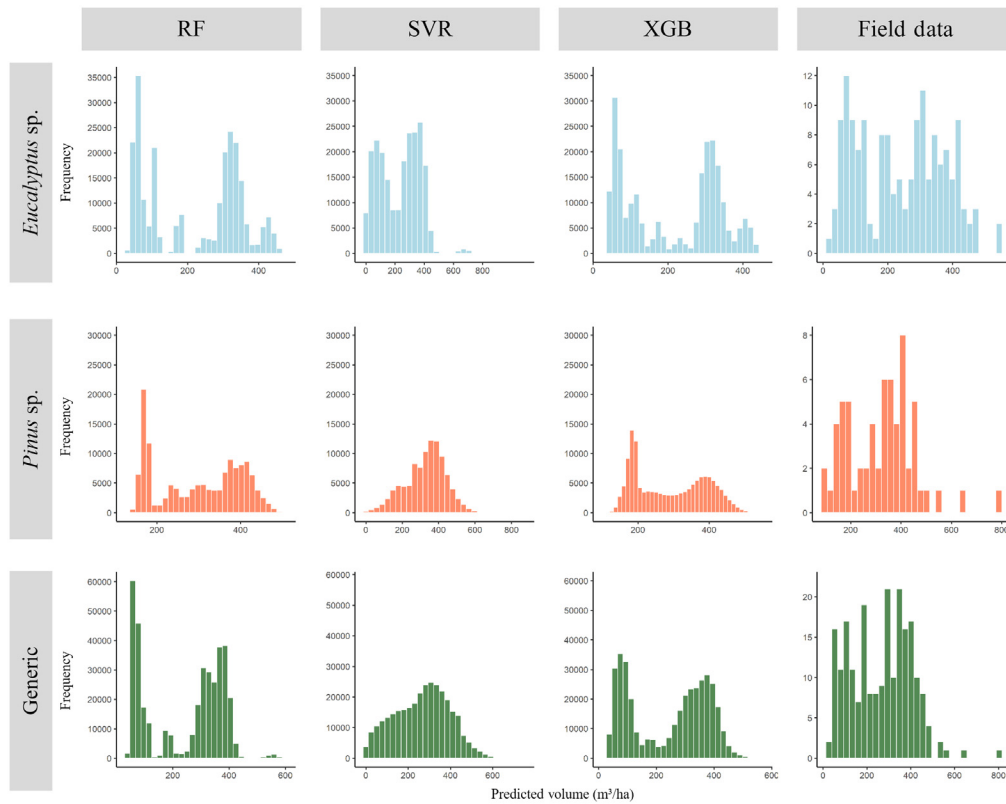 RF SVR XGB Field data
Eucalyptus sp.
Frequency
35000 30000 25000 20000 15000 10000 5000 0
0 200 400
35000 30000 25000 20000 15000 10000 5000 0
0 200 400 600 800
35000 30000 25000 20000 15000 10000 5000 0
0 200 400
12 10 8 6 4 2 0
0 200 400
Pinus sp.
Frequency
30000 25000 20000 15000 10000 5000 0
200 400
30000 25000 20000 15000 10000 5000 0
0 200 400 600 800
30000 25000 20000 15000 10000 5000 0
200 400
8 6 4 2 0
200 400 600 800
Generic
Frequency
60000 50000 40000 30000 20000 10000 0
200 400 600
60000 50000 40000 30000 20000 10000 0
0 200 400 600 800
60000 50000 40000 30000 20000 10000 0
0 200 400 600
20 15 10 5 0
0 200 400 600 800
Predicted volume (m³/ha)